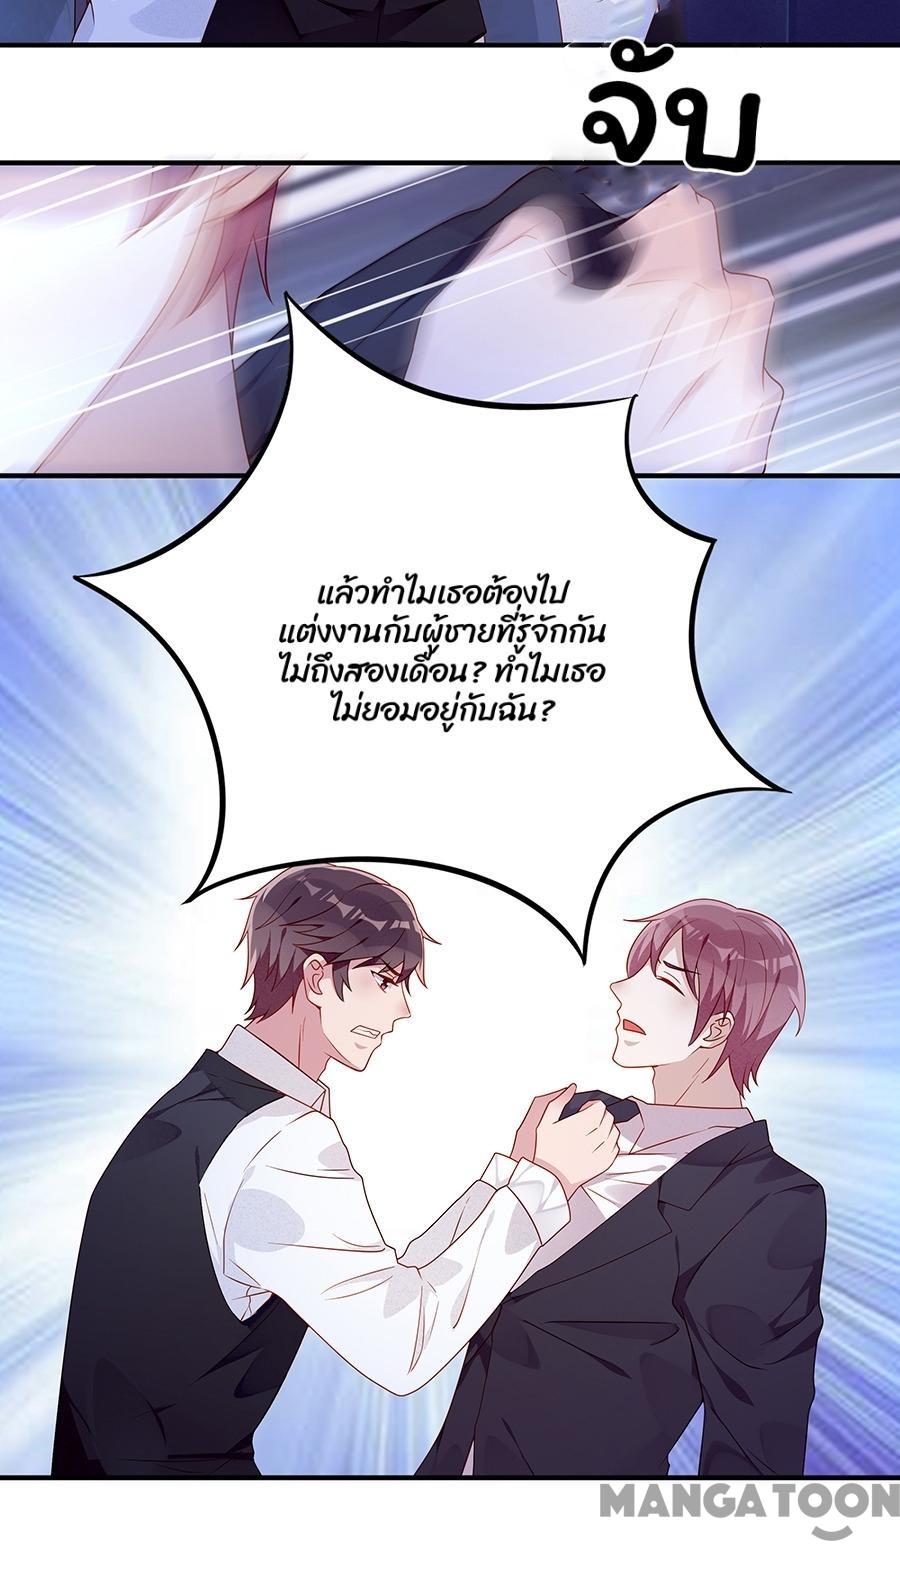 จับ
แล้วทำไมเธอต้องไป
แต่งงานกับผู้ชายที่รู้จักกัน
ไม่ถึงสองเดือน? ทำไมเธอ
ไม่ยอมอยู่กับฉัน?
MANGATOON